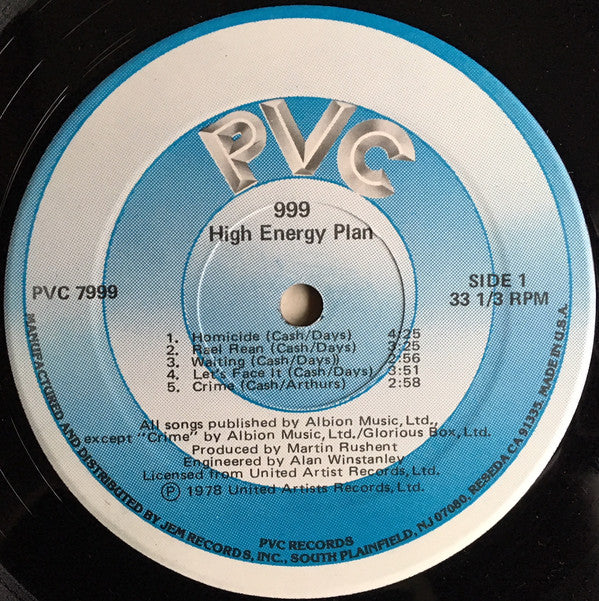 PVC
999
High Energy Plan
PVC 7999
SIDE 1
33 1/3 RPM
1. Homicide (Cash/Days) 4:25
2. Rael Rean (Cash/Days) 3:25
3. Waiting (Cash/Days)) 2:56
4. Let's Face It (Cash/Days) 3:51
5. Crime (Cash/Arthurs) 2:58
All songs published by Albion Music, Ltd.,
except "Crime" by Albion Music, Ltd./Glorious Box, Ltd.
Produced by Martin Rushent
Engineered by Alan Winstanley
Licensed from United Artist Records, Ltd.
Ⓟ 1978 United Artists Records, Ltd.
PVC RECORDS
MANUFACTURED AND DISTRIBUTED BY JEM RECORDS, INC., SOUTH PLAINFIELD, NJ 07080, REBEDA CA 91335. MADE IN U.S.A.